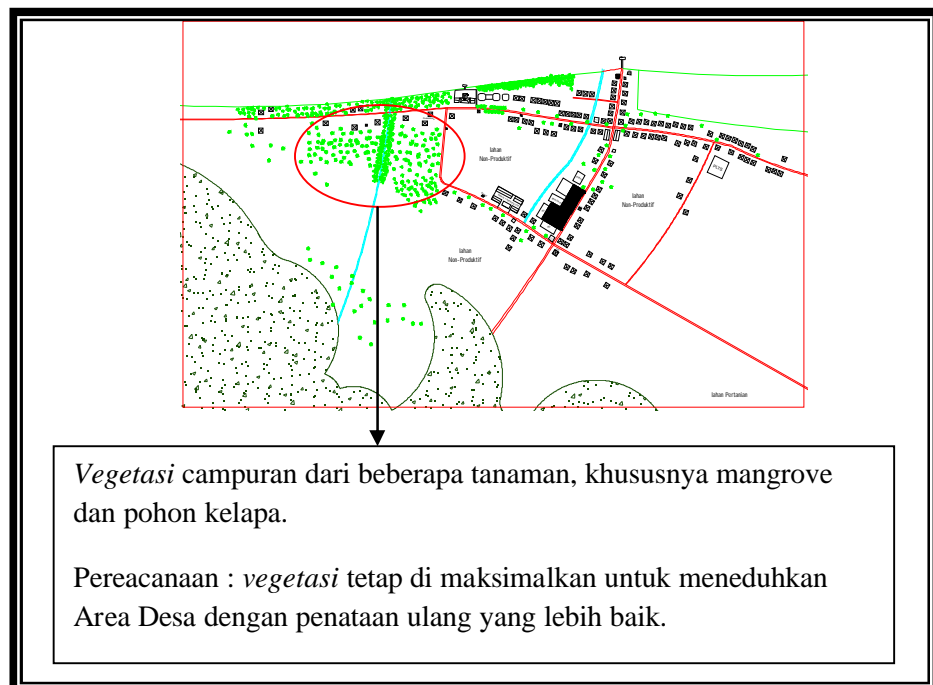 lahan
Non-Produktif
lahan
Non-Produktif
PLTS
lahan
Non-Produktif
lahan Pertanian
Vegetasi campuran dari beberapa tanaman, khususnya mangrove
dan pohon kelapa.
Pereacanaan : vegetasi tetap di maksimalkan untuk meneduhkan
Area Desa dengan penataan ulang yang lebih baik.